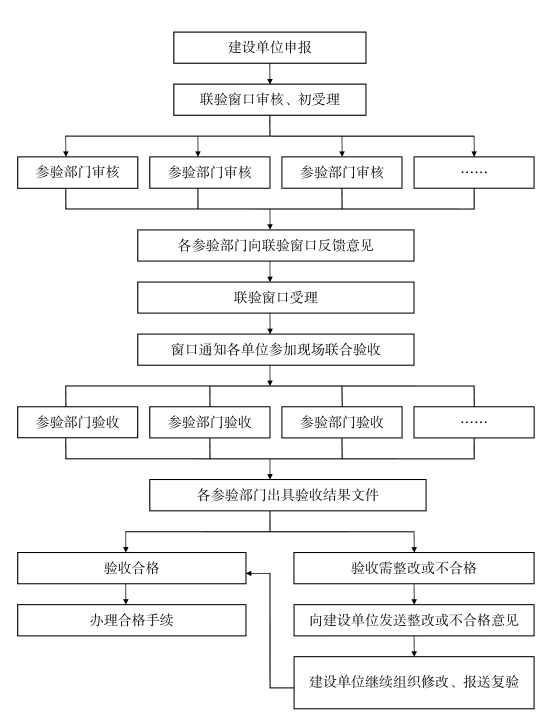 建设单位申报
联验窗口审核、初受理
参验部门审核
参验部门审核
参验部门审核
……
各参验部门向联验窗口反馈意见
联验窗口受理
窗口通知各单位参加现场联合验收
参验部门验收
参验部门验收
参验部门验收
……
各参验部门出具验收结果文件
验收合格
验收需整改或不合格
办理合格手续
向建设单位发送整改或不合格意见
建设单位继续组织修改、报送复验